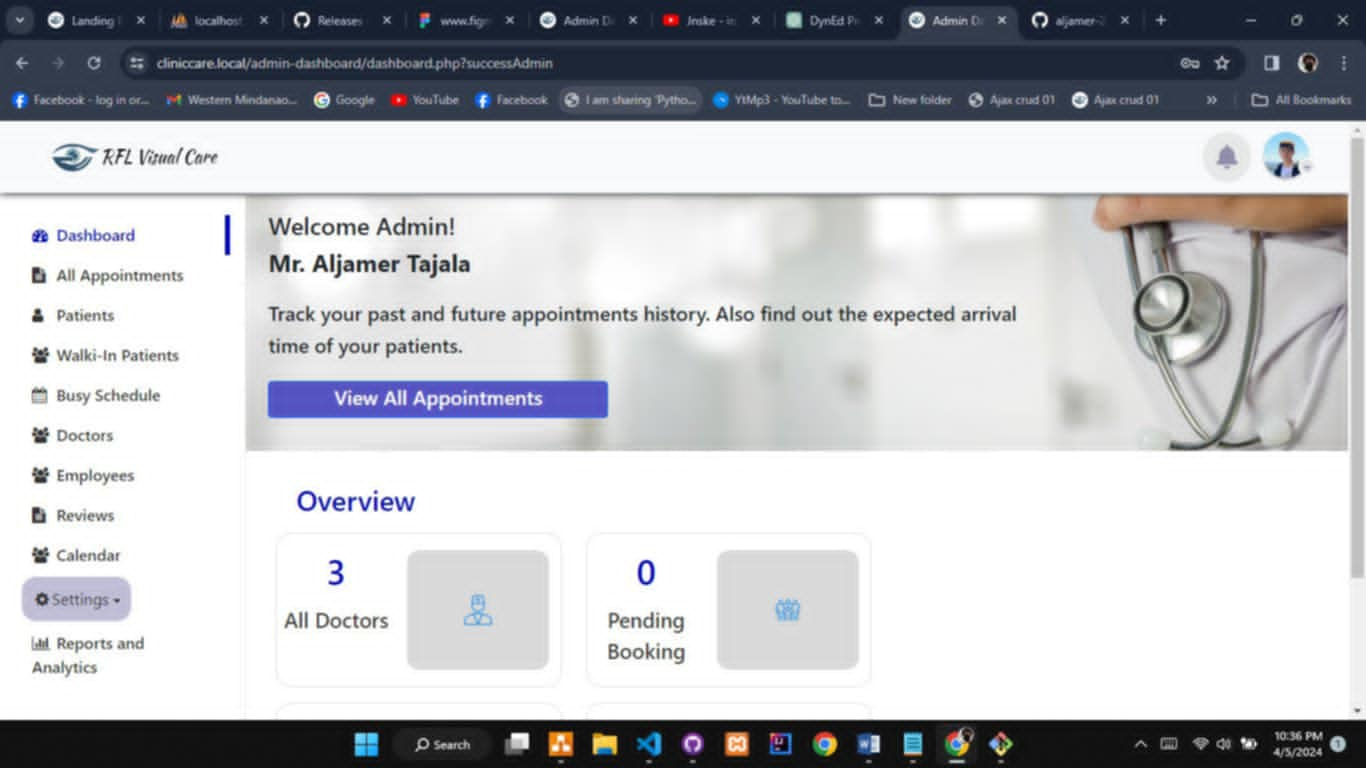 Landing
localhost
Releases
www.figm
Admin Da
Jnske - in
DynEd Pr
Admin Da
aljamer-2
cliniccare.local/admin-dashboard/dashboard.php?successAdmin
Facebook - log in or...
Western Mindanao...
Google
YouTube
Facebook
I am sharing 'Pytho...
YtMp3 - YouTube to...
New folder
Ajax crud 01
Ajax crud 01
»
All Bookmarks
RFL Visual Care
Dashboard
All Appointments
Patients
Walki-In Patients
Busy Schedule
Doctors
Employees
Reviews
Calendar
Settings
Reports and
Analytics
Welcome Admin!
Mr. Aljamer Tajala
Track your past and future appointments history. Also find out the expected arrival
time of your patients.
View All Appointments
Overview
3
All Doctors
0
Pending
Booking
Search
10:36 PM
4/5/2024
1